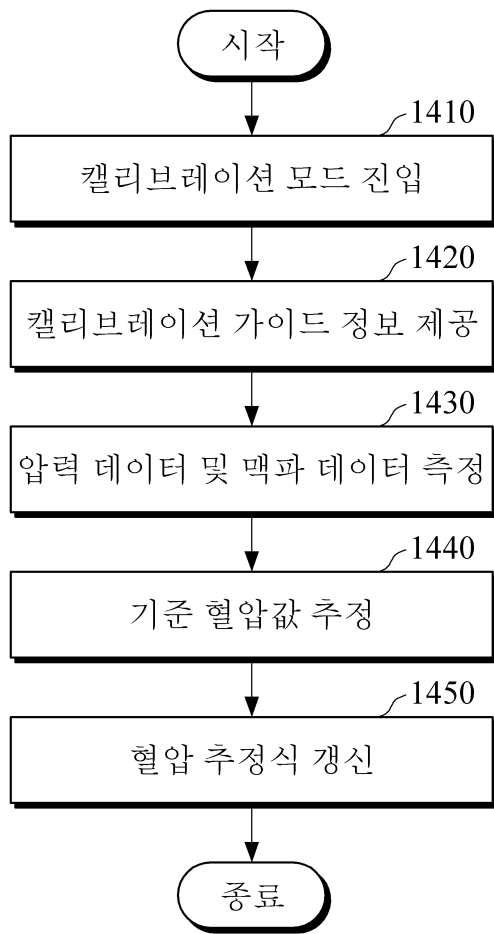 시작
1410
캘리브레이션 모드 진입
1420
캘리브레이션 가이드 정보 제공
1430
압력 데이터 및 맥파 데이터 측정
1440
기준 혈압값 추정
1450
혈압 추정식 갱신
종료